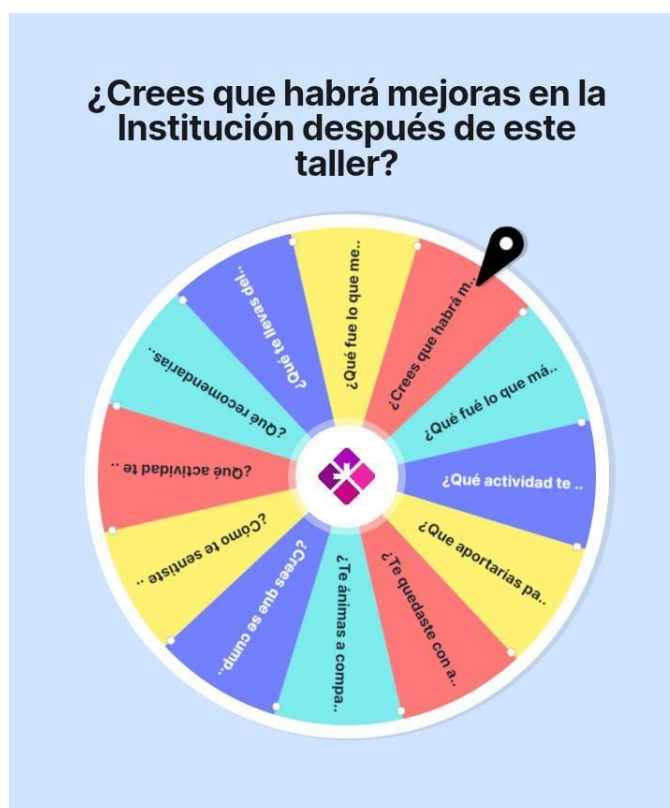 ¿Crees que habrá mejoras en la
Institución después de este
taller?
¿Qué fue lo que me..
¿Crees que habrá m..
¿Qué fué lo que má..
¿Qué actividad te ..
¿Que aportarias pa..
¿Te quedaste con a..
¿Te ánimas a compa..
¿Crees que se cump..
¿Cómo te sentiste ..
¿Qué actividad te ..
¿Qué recomendarías..
¿Qué te llevas del..